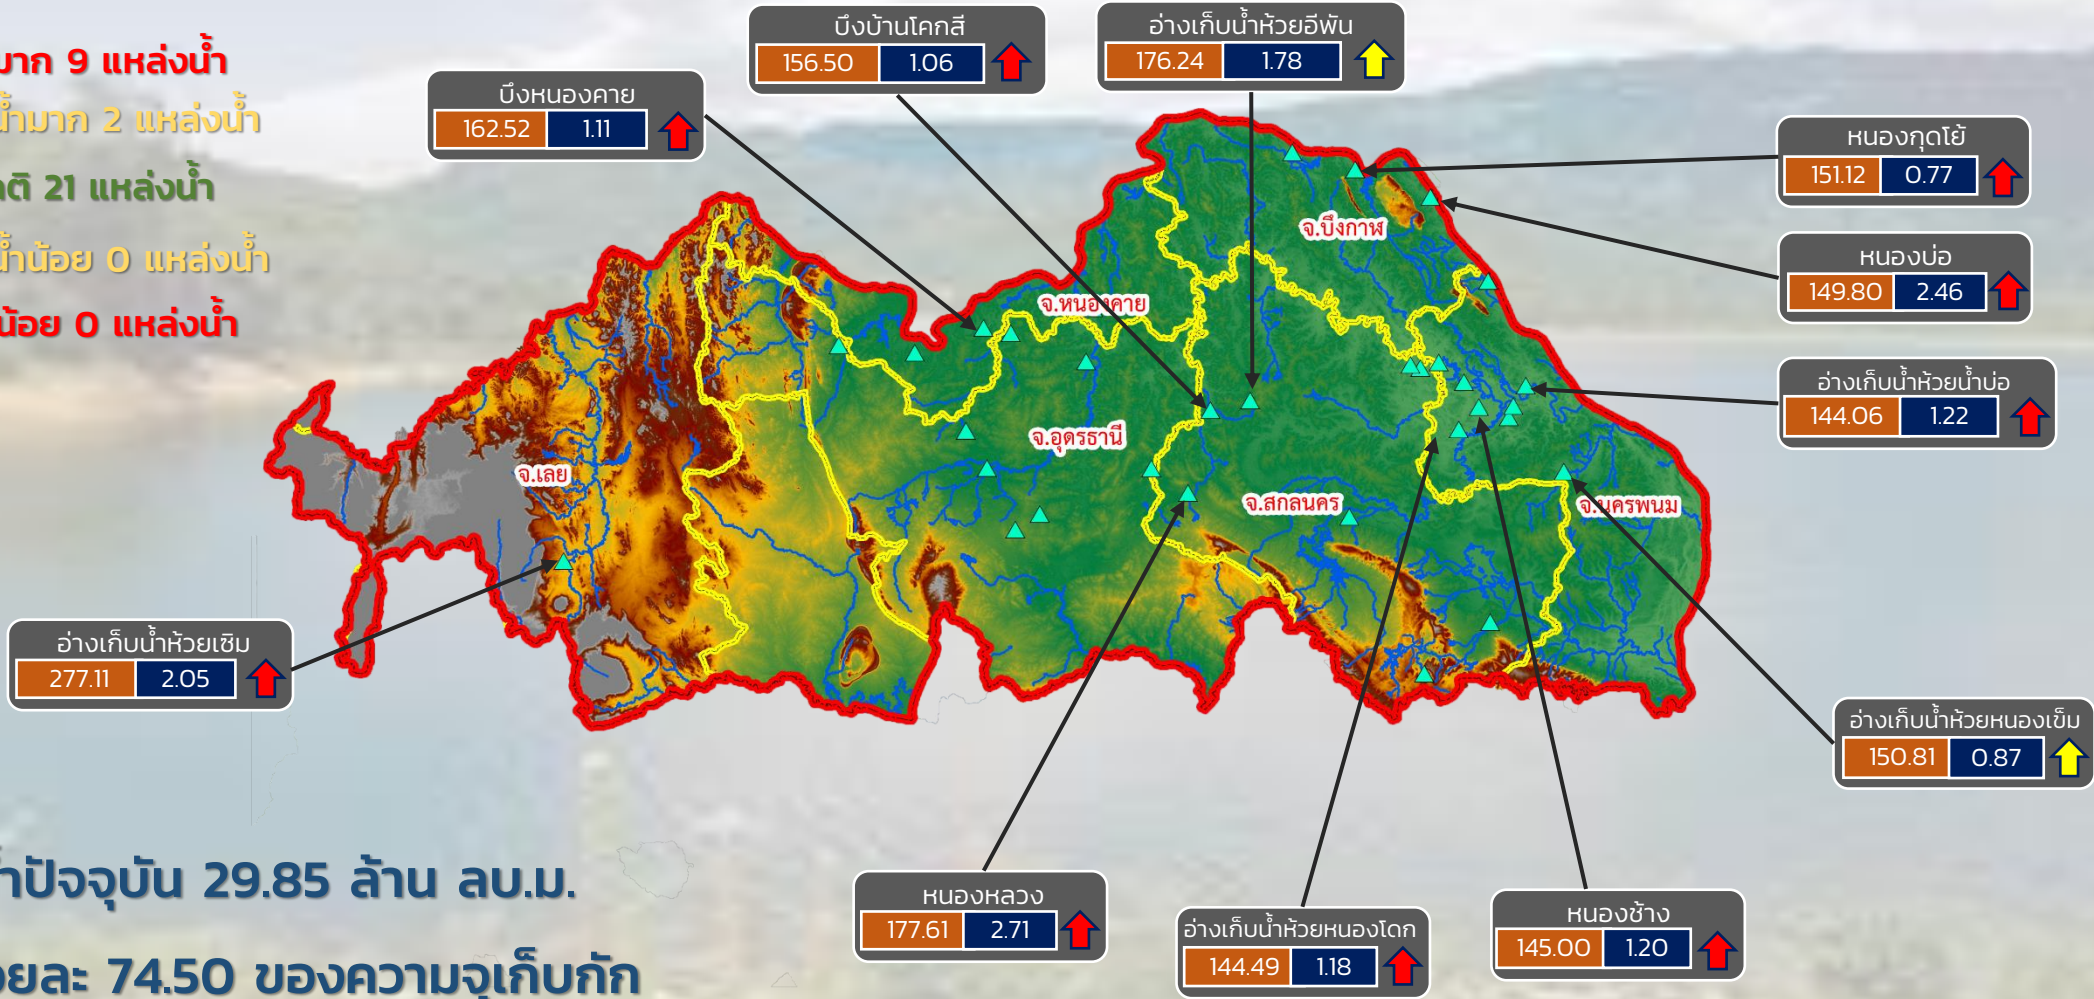 มาก 9 แหล่งน้ำ
น้ำมาก 2 แหล่งน้ำ
21 แหล่งน้ำ
น้ำน้อย 0 แหล่งน้ำ
น้อย 0 แหล่งน้ำ
บึงหนองคาย
162.52 1.11
บึงบ้านโคกสี
156.50 1.06
อ่างเก็บน้ำห้วยอีพัน
176.24 1.78
หนองกุดโย้
151.12 0.77
หนองบ่อ
149.80 2.46
อ่างเก็บน้ำห้วยน้ำบ่อ
144.06 1.22
จ.บึงกาฬ
จ.หนองคาย
จ.อุดรธานี
จ.เลย
จ.สกลนคร
จ.นครพนม
อ่างเก็บน้ำห้วยเซิม
277.11 2.05
อ่างเก็บน้ำห้วยหนองเข็ม
150.81 0.87
หนองหลวง
177.61 2.71
อ่างเก็บน้ำห้วยหนองโดก
144.49 1.18
หนองช้าง
145.00 1.20
ปัจจุบัน 29.85 ล้าน ลบ.ม.
ยละ 74.50 ของความจุเก็บกัก